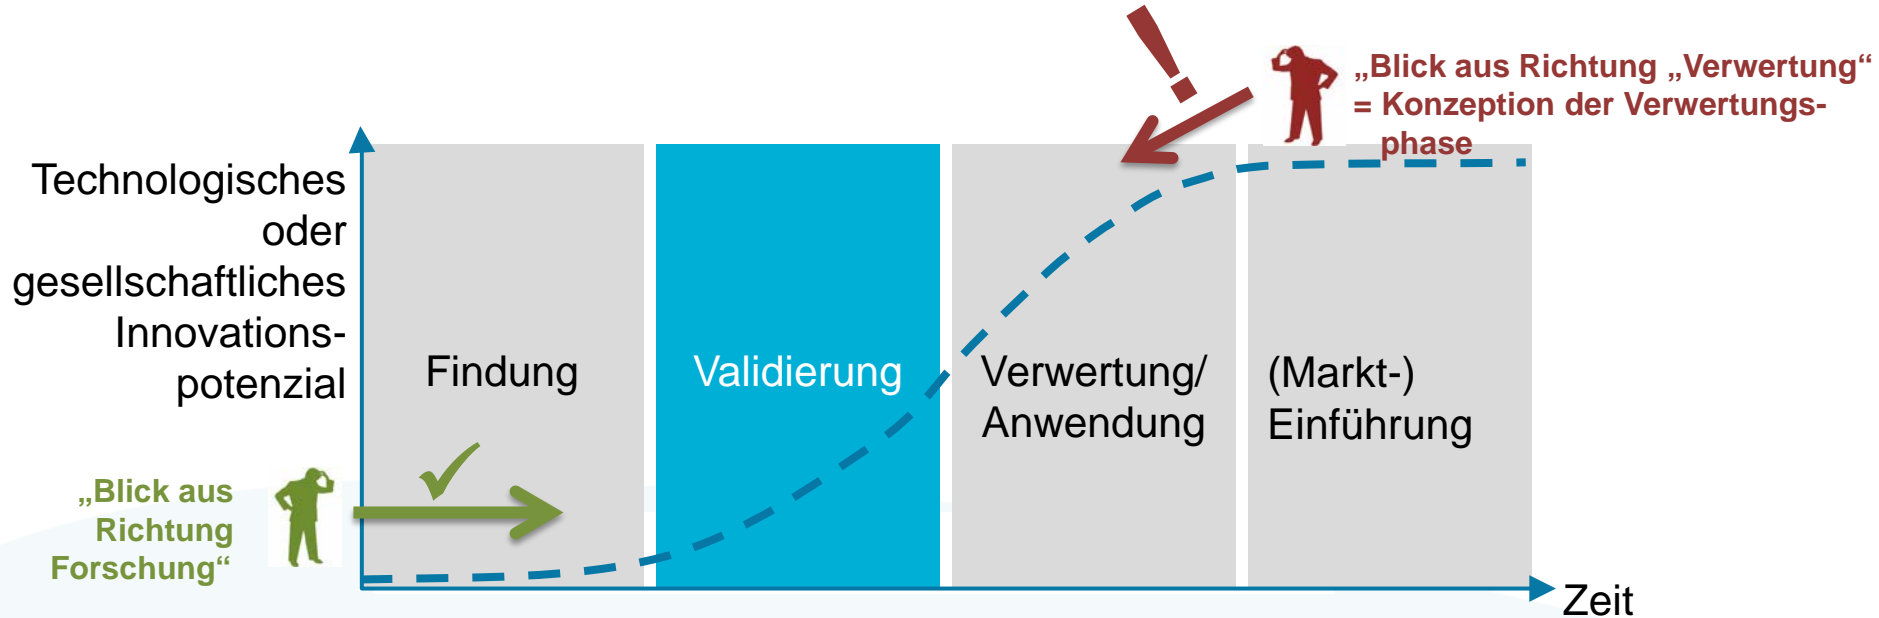 „Blick aus Richtung „Verwertung“
= Konzeption der Verwertungs-
phase
Technologisches
oder
gesellschaftliches
Innovations-
potenzial
Findung
Validierung
Verwertung/
Anwendung
(Markt-)
Einführung
„Blick aus
Richtung
Forschung“
Zeit